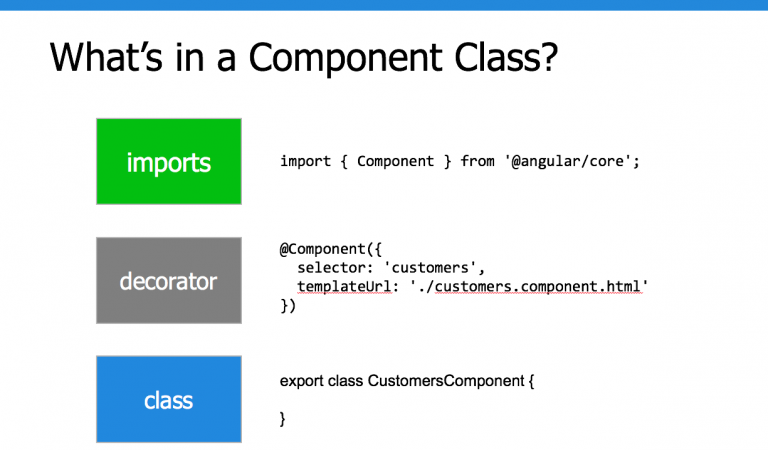 What's in a Component Class?
imports
import { Component } from '@angular/core';
decorator
@Component({
  selector: 'customers',
  templateUrl: './customers.component.html'
})
class
export class CustomersComponent {
}